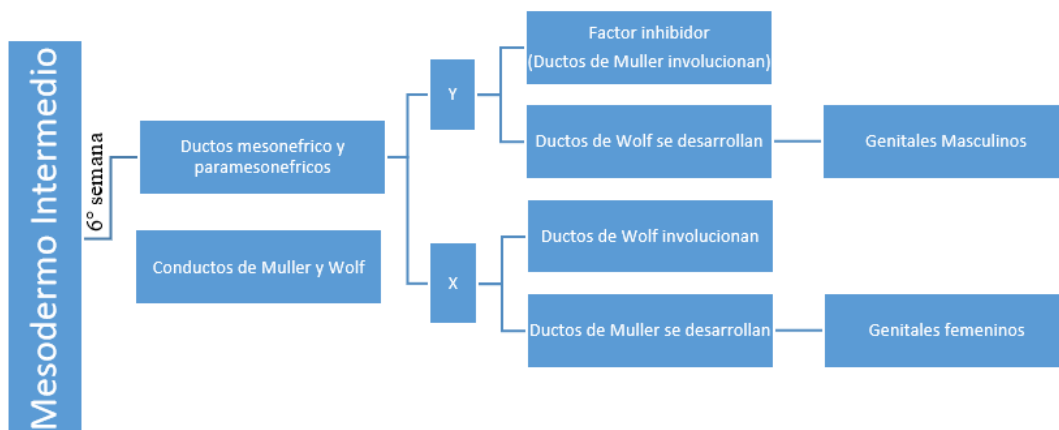 Mesodermo Intermedio
6° semana
Ductos mesonefrico y
paramesonefricos
Conductos de Muller y Wolf
Y
X
Factor inhibidor
(Ductos de Muller involucionan)
Ductos de Wolf se desarrollan
Genitales Masculinos
Ductos de Wolf involucionan
Ductos de Muller se desarrollan
Genitales femeninos